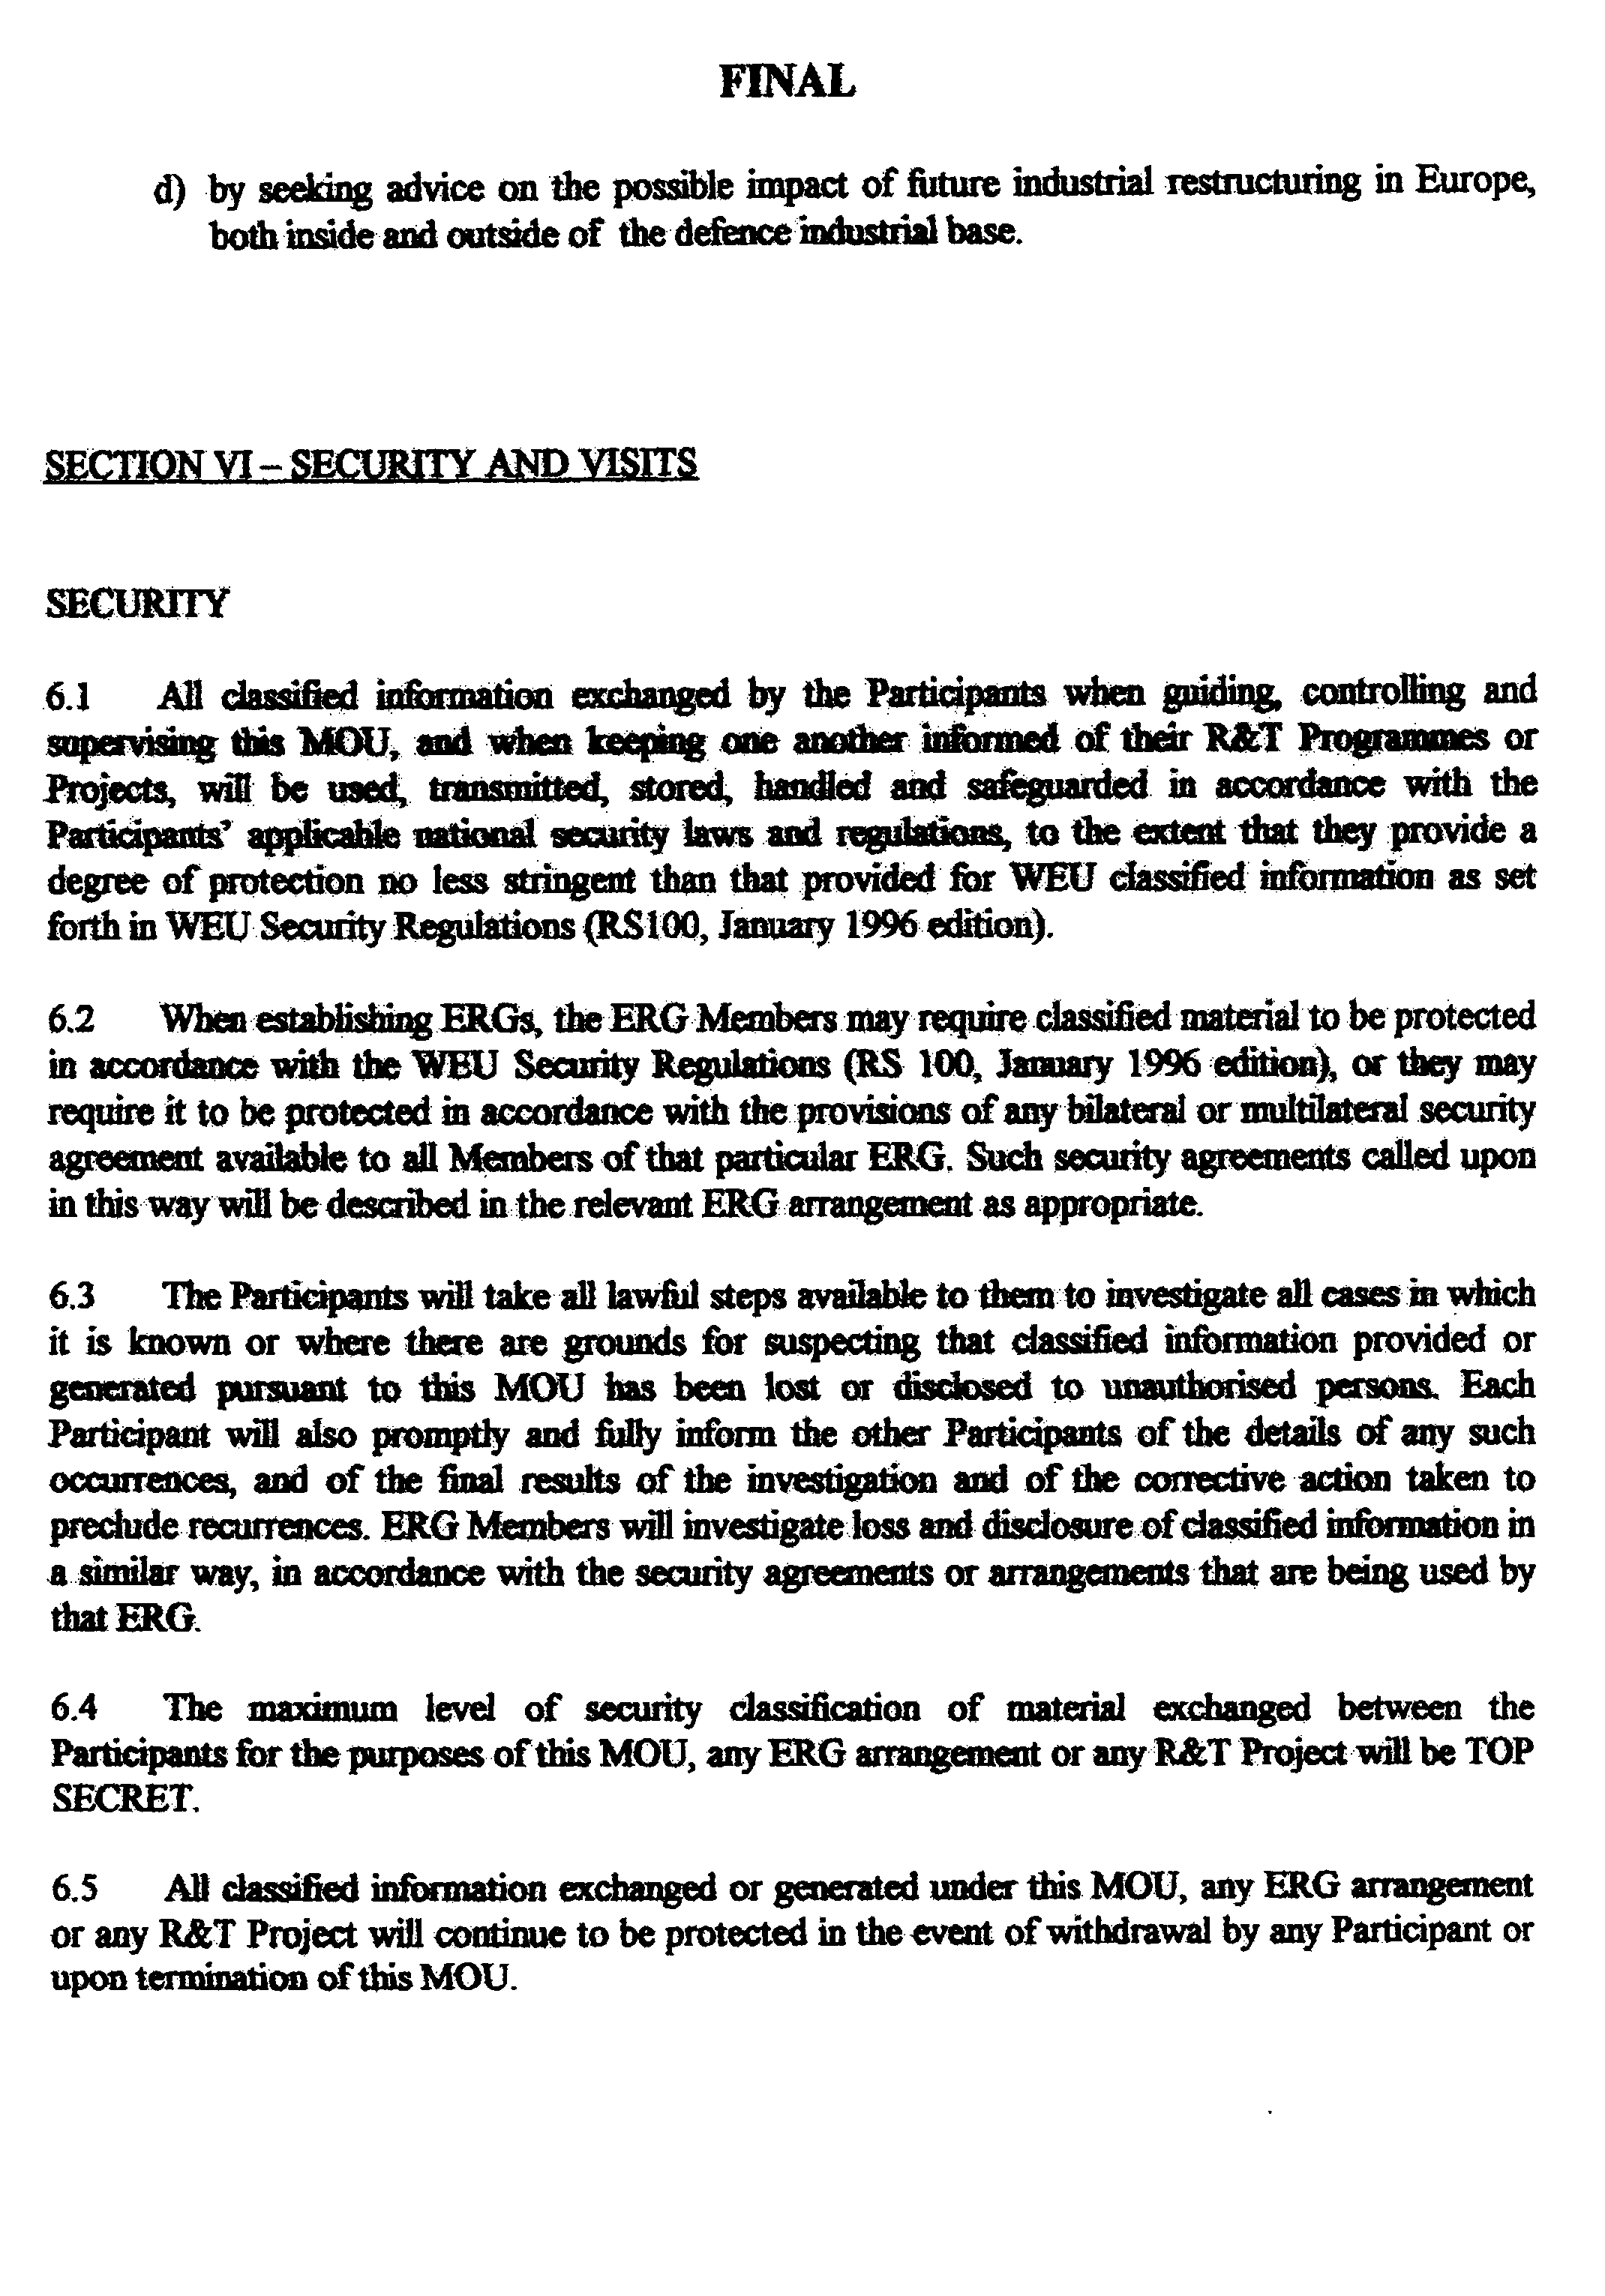 FINAL
d) by seeking advice on the possible impact of future industrial restructuring in Europe,
both inside and outside of the defence industrial base.
SECTION VI – SECURITY AND VISITS
SECURITY
6.1 All classified information exchanged by the Participants when guiding, controlling and
supervising this MOU, and when keeping one another informed of their R&T Programmes or
Projects, will be used, transmitted, stored, handled and safeguarded in accordance with the
Participants' applicable national security laws and regulations, to the extent that they provide a
degree of protection no less stringent than that provided for WEU classified information as set
forth in WEU Security Regulations (RS100, January 1996 edition).
6.2 When establishing ERGs, the ERG Members may require classified material to be protected
in accordance with the WEU Security Regulations (RS 100, January 1996 edition), or they may
require it to be protected in accordance with the provisions of any bilateral or multilateral security
agreement available to all Members of that particular ERG. Such security agreements called upon
in this way will be described in the relevant ERG arrangement as appropriate.
6.3 The Participants will take all lawful steps available to them to investigate all cases in which
it is known or where there are grounds for suspecting that classified information provided or
generated pursuant to this MOU has been lost or disclosed to unauthorised persons. Each
Participant will also promptly and fully inform the other Participants of the details of any such
occurrences, and of the final results of the investigation and of the corrective action taken to
preclude recurrences. ERG Members will investigate loss and disclosure of classified information in
a similar way, in accordance with the security agreements or arrangements that are being used by
that ERG.
6.4 The maximum level of security classification of material exchanged between the
Participants for the purposes of this MOU, any ERG arrangement or any R&T Project will be TOP
SECRET.
6.5 All classified information exchanged or generated under this MOU, any ERG arrangement
or any R&T Project will continue to be protected in the event of withdrawal by any Participant or
upon termination of this MOU.